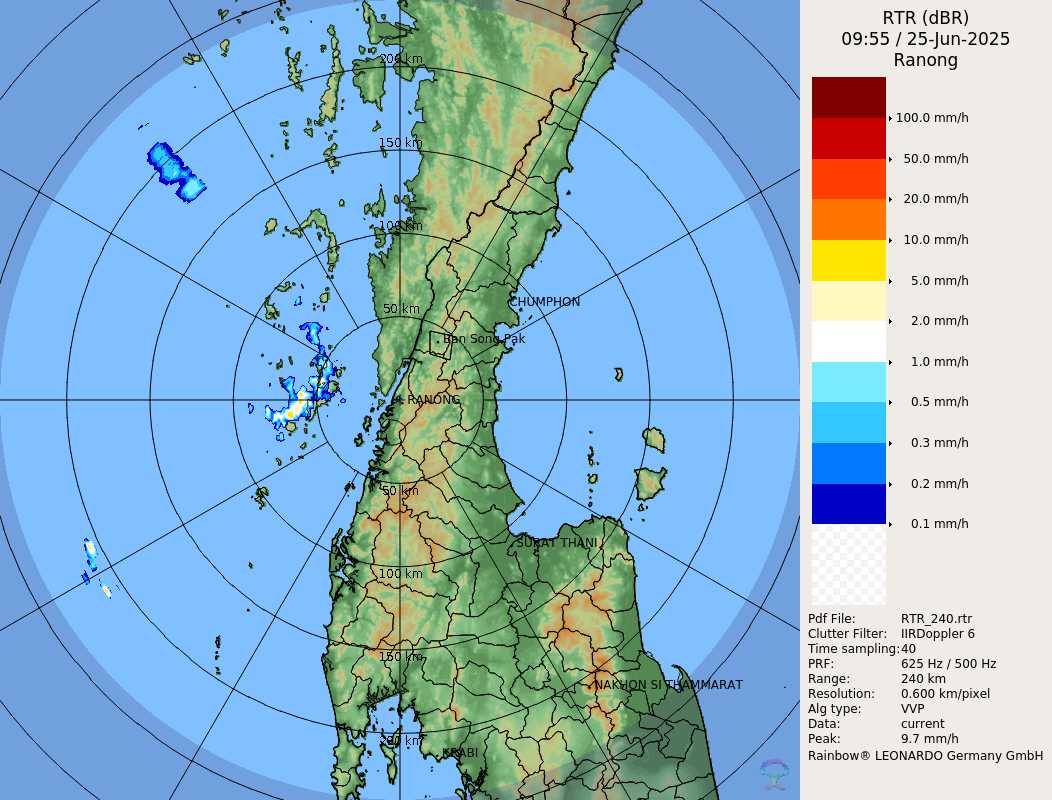 RTR (dBR)
09:55 / 25-Jun-2025
Ranong
200 km
150 km
100 km
50 km
CHUMPHON
Ban Song Pak
RANONG
50 km
SURAT THANI
100 km
150 km
NAKHON SI THAMMARAT
200 km
KRABI
100.0 mm/h
50.0 mm/h
20.0 mm/h
10.0 mm/h
5.0 mm/h
2.0 mm/h
1.0 mm/h
0.5 mm/h
0.3 mm/h
0.2 mm/h
0.1 mm/h
Pdf File: RTR_240.rtr
Clutter Filter: IIRDoppler 6
Time sampling:40
PRF: 625 Hz / 500 Hz
Range: 240 km
Resolution: 0.600 km/pixel
Alg type: VVP
Data: current
Peak: 9.7 mm/h
Rainbow® LEONARDO Germany GmbH